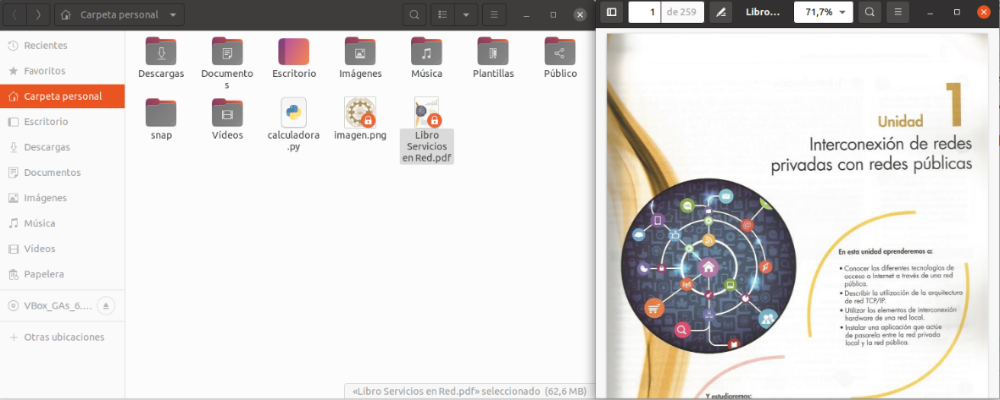 Carpeta personal
Recientes
Favoritos
Carpeta personal
Escritorio
Descargas
Documentos
Imágenes
Música
Vídeos
Papelera
VBox_GAs_6....
Otras ubicaciones
Descargas
Documento
s
Escritorio
Imágenes
Música
Plantillas
Público
snap
Vídeos
calculadora
.py
imagen.png
Libro
Servicios
en Red.pdf
«Libro Servicios en Red.pdf» seleccionado (62,6 MB)
1 de 259
Libro...
71,7%
1
Unidad
Interconexión de redes
privadas con redes públicas
En esta unidad aprenderemos a:
• Conocer las diferentes tecnologías de
acceso a Internet a través de una red
pública.
• Describir la utilización de la arquitectura
de red TCP/IP.
• Utilizar los elementos de interconexión
hardware de una red local.
• Instalar una aplicación que actúe
de pasarela entre la red privada
local y la red pública.
Y estudiaremos: